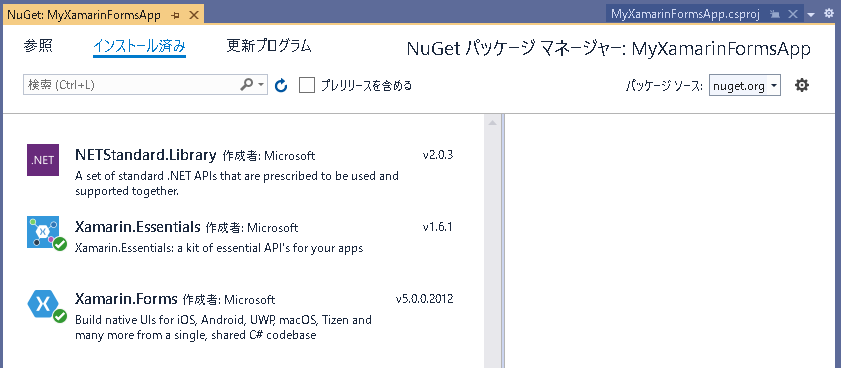 NuGet: MyXamarinFormsApp
MyXamarinFormsApp.csproj
参照 インストール済み 更新プログラム
NuGet パッケージ マネージャー: MyXamarinFormsApp
検索 (Ctrl+L)
プレリリースを含める
パッケージ ソース: nuget.org
.NET
NETStandard.Library 作成者: Microsoft v2.0.3
A set of standard .NET APIs that are prescribed to be used and
supported together.
Xamarin.Essentials 作成者: Microsoft v1.6.1
Xamarin.Essentials: a kit of essential API's for your apps
Xamarin.Forms 作成者: Microsoft v5.0.0.2012
Build native UIs for iOS, Android, UWP, macOS, Tizen and
many more from a single, shared C# codebase